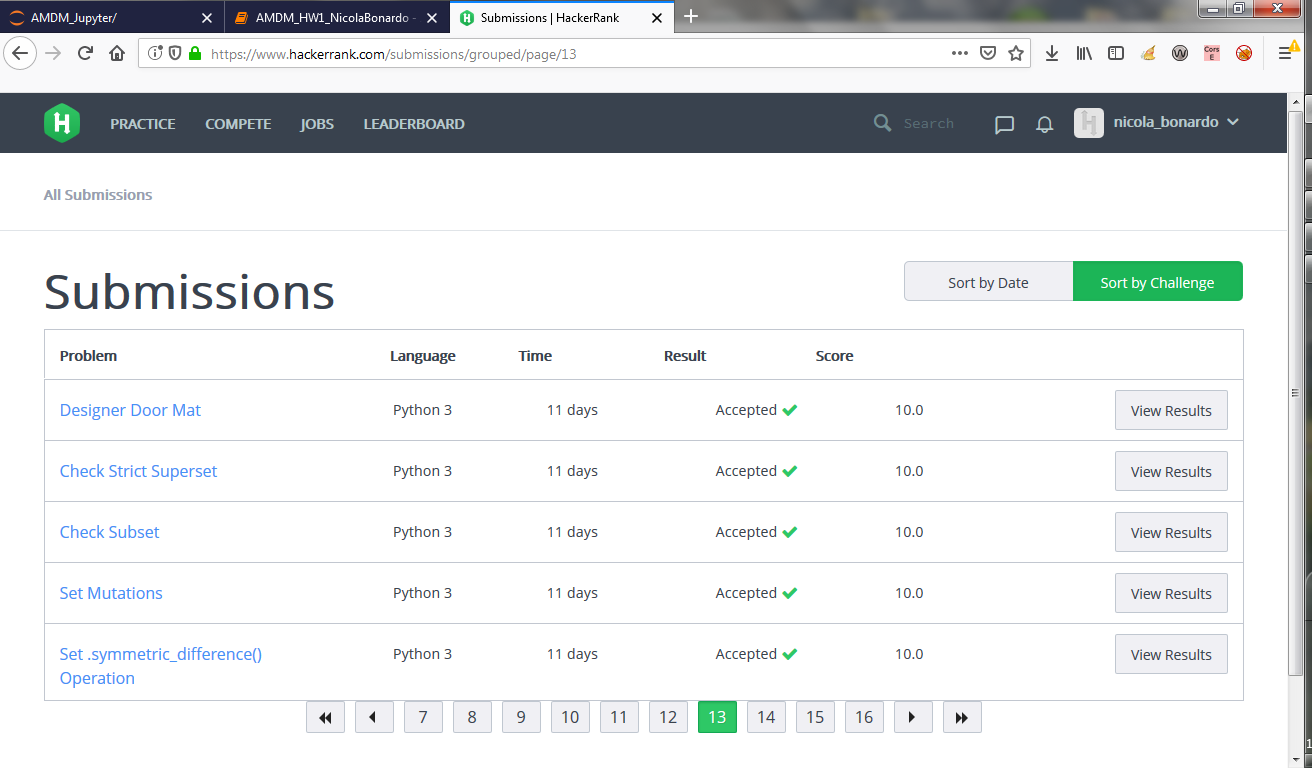 AMDM_Jupyter/
AMDM_HW1_NicolaBonardo -
Submissions | HackerRank
https://www.hackerrank.com/submissions/grouped/page/13
W
Cors
E
H
PRACTICE COMPETE JOBS LEADERBOARD
Search
H
nicola_bonardo
All Submissions
Submissions
Sort by Date Sort by Challenge
Problem Language Time Result Score
Designer Door Mat Python 3 11 days Accepted 10.0 View Results
Check Strict Superset Python 3 11 days Accepted 10.0 View Results
Check Subset Python 3 11 days Accepted 10.0 View Results
Set Mutations Python 3 11 days Accepted 10.0 View Results
Set .symmetric_difference() Python 3 11 days Accepted 10.0 View Results
Operation
7 8 9 10 11 12 13 14 15 16
1